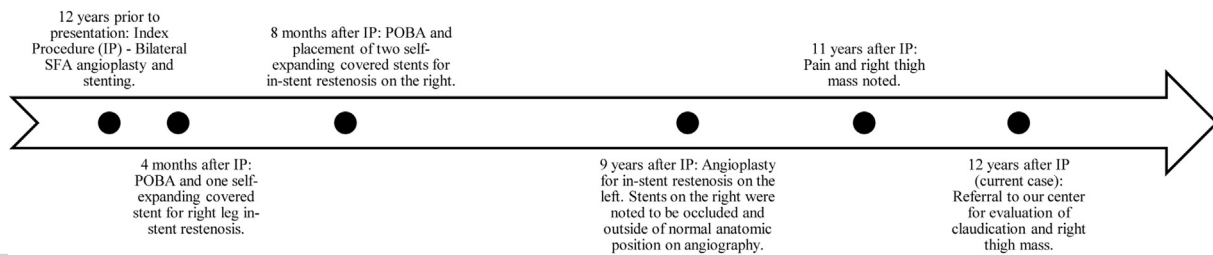 12 years prior to
presentation: Index
Procedure (IP) - Bilateral
SFA angioplasty and
stenting.
4 months after IP:
POBA and one self-
expanding covered
stent for right leg in-
stent restenosis.
8 months after IP: POBA and
placement of two self-
expanding covered stents for
in-stent restenosis on the right.
9 years after IP: Angioplasty
for in-stent restenosis on the
left. Stents on the right were
noted to be occluded and
outside of normal anatomic
position on angiography.
11 years after IP:
Pain and right thigh
mass noted.
12 years after IP
(current case):
Referral to our center
for evaluation of
claudication and right
thigh mass.